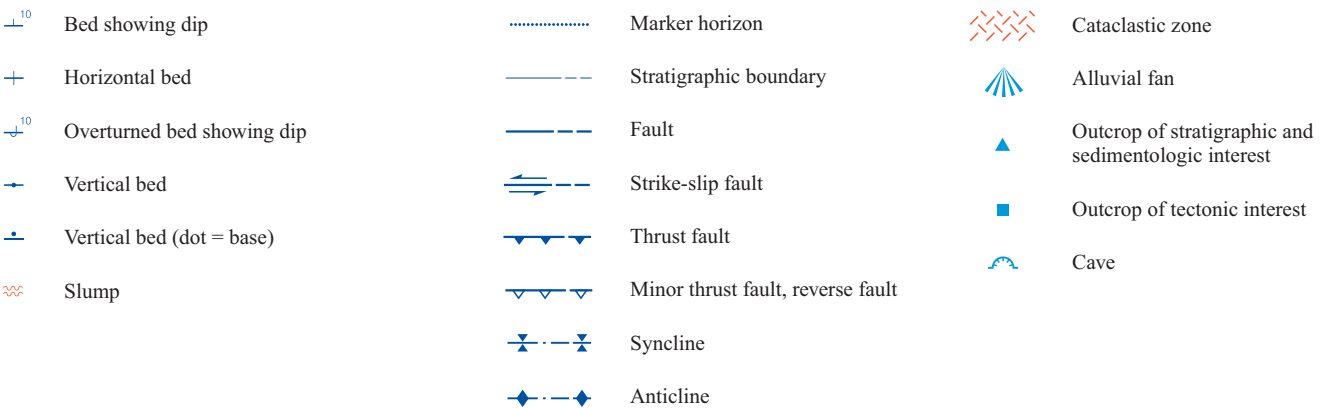 10
Bed showing dip
Horizontal bed
10
Overturned bed showing dip
Vertical bed
Vertical bed (dot = base)
Slump
Marker horizon
Stratigraphic boundary
Fault
Strike-slip fault
Thrust fault
Minor thrust fault, reverse fault
Syncline
Anticline
Cataclastic zone
Alluvial fan
Outcrop of stratigraphic and
sedimentologic interest
Outcrop of tectonic interest
Cave